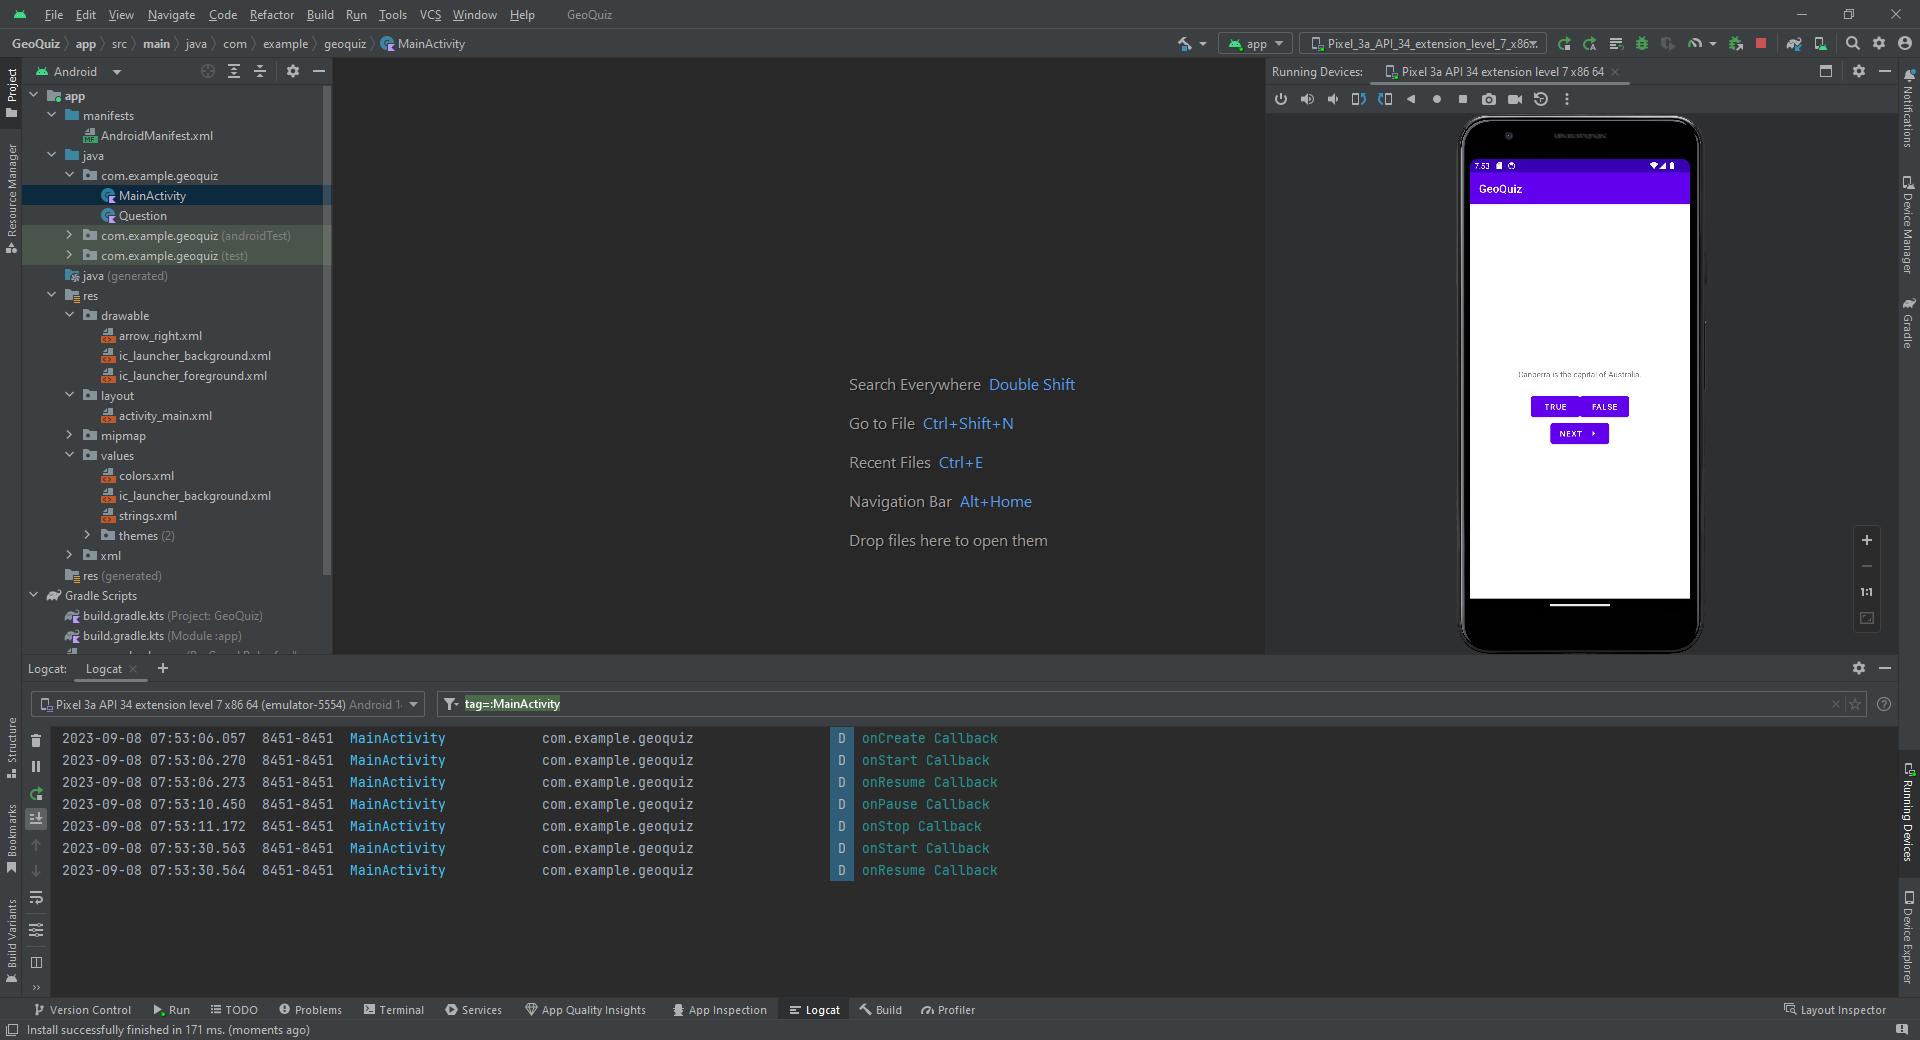 File Edit View Navigate Code Refactor Build Run Tools VCS Window Help GeoQuiz
GeoQuiz app src main java com example geoquiz MainActivity
app
Pixel_3a_API_34_extension_level_7_x86
Project
Android
Running Devices: Pixel 3a API 34 extension level 7 x86 64
Notifications
app
manifests
AndroidManifest.xml
java
com.example.geoquiz
MainActivity
Question
com.example.geoquiz (androidTest)
com.example.geoquiz (test)
java (generated)
res
drawable
arrow_right.xml
ic_launcher_background.xml
ic_launcher_foreground.xml
layout
activity_main.xml
mipmap
values
colors.xml
ic_launcher_background.xml
strings.xml
themes (2)
xml
res (generated)
Gradle Scripts
build.gradle.kts (Project: GeoQuiz)
build.gradle.kts (Module :app)
Resource Manager
Search Everywhere Double Shift
Go to File Ctrl+Shift+N
Recent Files Ctrl+E
Navigation Bar Alt+Home
Drop files here to open them
7:53
GeoQuiz
Canberra is the capital of Australia.
TRUE FALSE
NEXT
1:1
Device Manager
Gradle
Logcat: Logcat
Pixel 3a API 34 extension level 7 x86 64 (emulator-5554) Android 1
tag=:MainActivity
2023-09-08 07:53:06.057 8451-8451 MainActivity com.example.geoquiz D onCreate Callback
2023-09-08 07:53:06.270 8451-8451 MainActivity com.example.geoquiz D onStart Callback
2023-09-08 07:53:06.273 8451-8451 MainActivity com.example.geoquiz D onResume Callback
2023-09-08 07:53:10.450 8451-8451 MainActivity com.example.geoquiz D onPause Callback
2023-09-08 07:53:11.172 8451-8451 MainActivity com.example.geoquiz D onStop Callback
2023-09-08 07:53:30.563 8451-8451 MainActivity com.example.geoquiz D onStart Callback
2023-09-08 07:53:30.564 8451-8451 MainActivity com.example.geoquiz D onResume Callback
Structure
Bookmarks
Build Variants
Running Devices
Device Explorer
Version Control Run TODO Problems Terminal Services App Quality Insights App Inspection Logcat Build Profiler Layout Inspector
Install successfully finished in 171 ms. (moments ago)